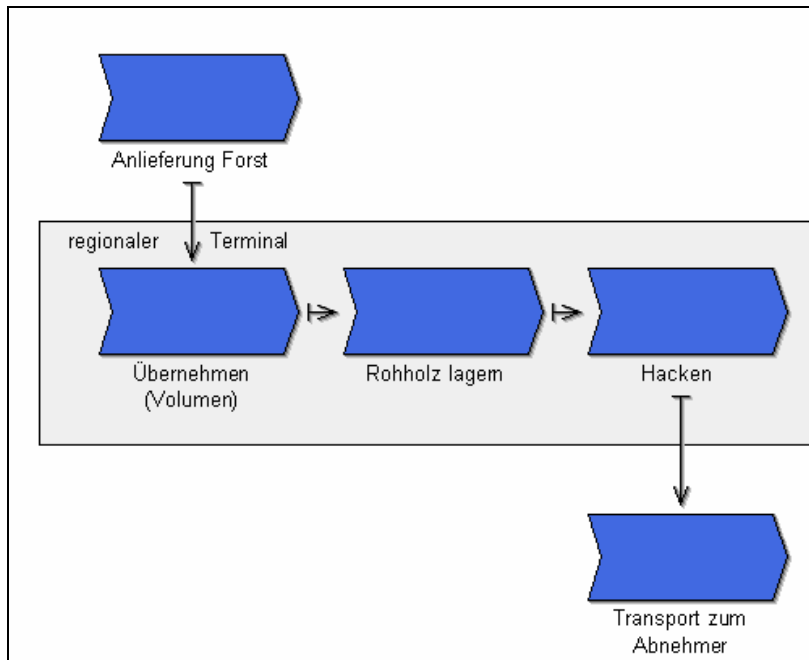 Anlieferung Forst
regionaler Terminal
Übernehmen
(Volumen)
Rohholz lagern
Hacken
Transport zum
Abnehmer